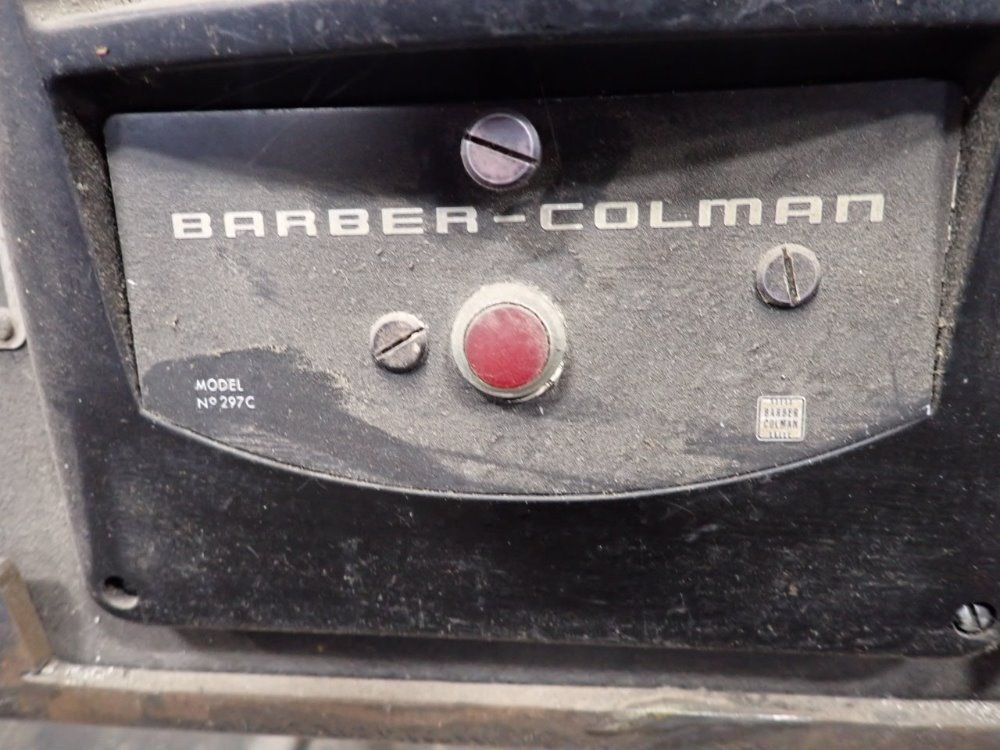 BARBER-COLMAN
MODEL
Nº 297C
BARBER
COLMAN